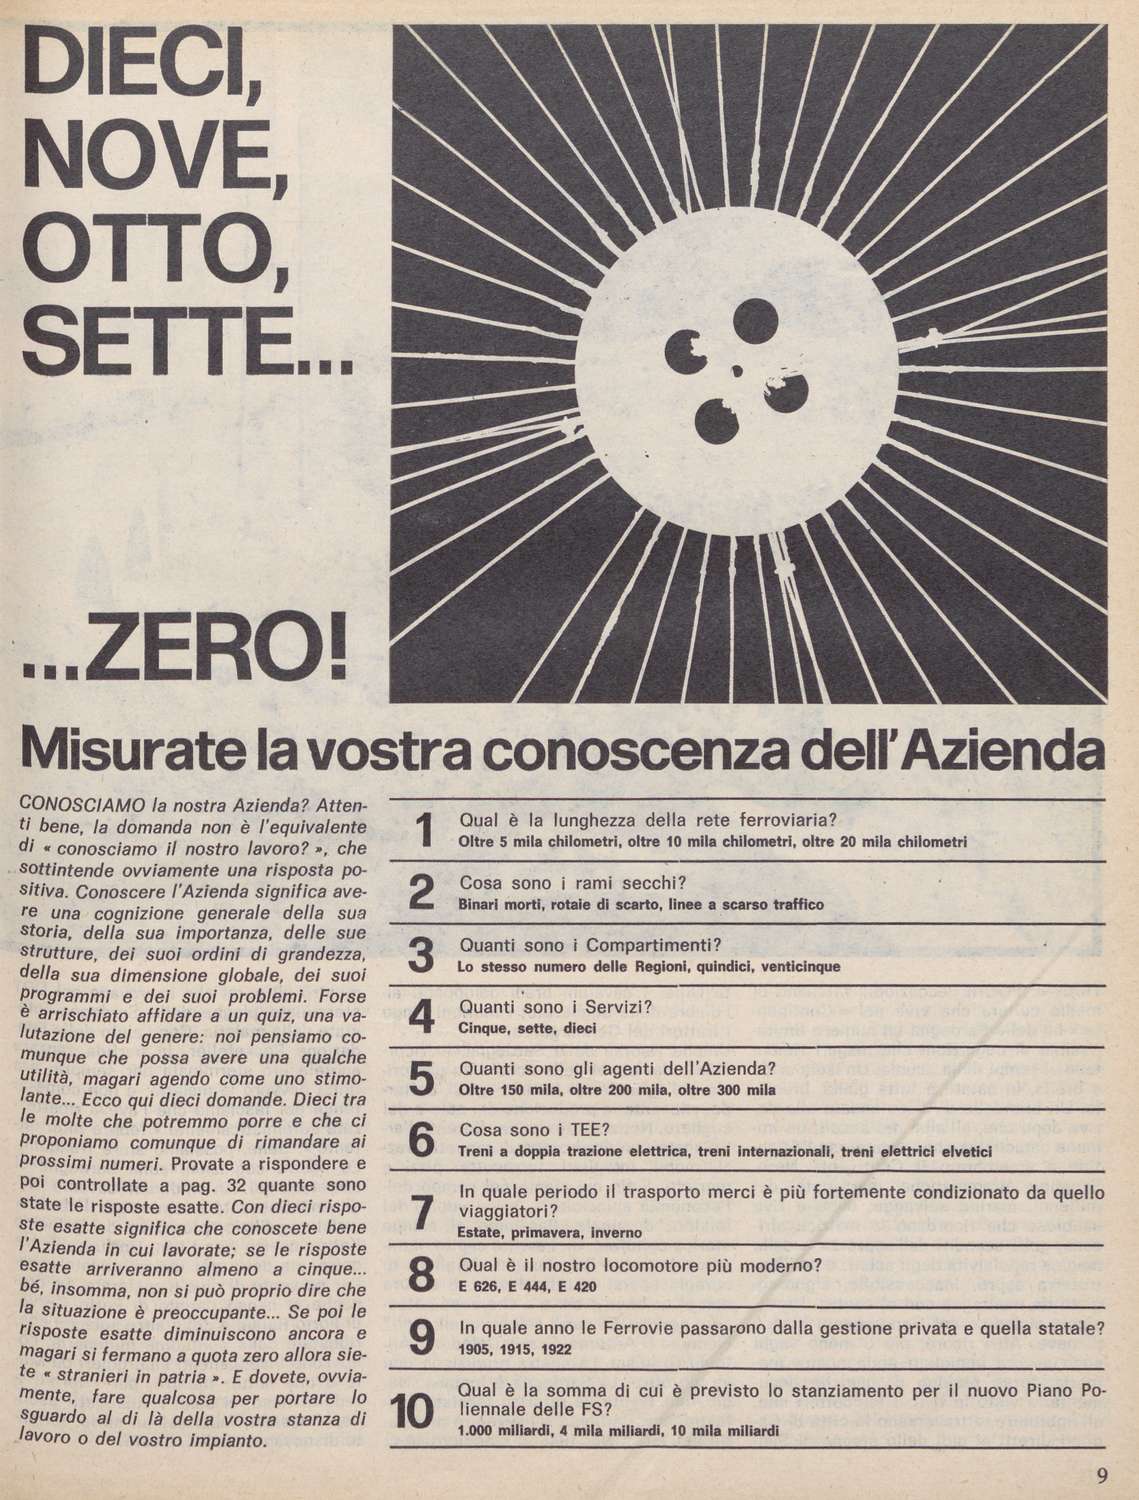 DIECI,
NOVE,
OTTO,
SETTE...
...ZERO!
Misurate la vostra conoscenza dell'Azienda
CONOSCIAMO la nostra Azienda? Atten-
ti bene, la domanda non è l'equivalente
di « conosciamo il nostro lavoro? », che
sottintende ovviamente una risposta po-
sitiva. Conoscere l'Azienda significa ave-
re una cognizione generale della sua
storia, della sua importanza, delle sue
strutture, dei suoi ordini di grandezza,
della sua dimensione globale, dei suoi
programmi e dei suoi problemi. Forse
è arrischiato affidare a un quiz, una va-
lutazione del genere: noi pensiamo co-
munque che possa avere una qualche
utilità, magari agendo come uno stimo-
lante... Ecco qui dieci domande. Dieci tra
le molte che potremmo porre e che ci
proponiamo comunque di rimandare ai
prossimi numeri. Provate a rispondere e
poi controllate a pag. 32 quante sono
state le risposte esatte. Con dieci rispo-
ste esatte significa che conoscete bene
l'Azienda in cui lavorate; se le risposte
esatte arriveranno almeno a cinque...
bé, insomma, non si può proprio dire che
la situazione è preoccupante... Se poi le
risposte esatte diminuiscono ancora e
magari si fermano a quota zero allora sie-
te « stranieri in patria ». E dovete, ovvia-
mente, fare qualcosa per portare lo
sguardo al di là della vostra stanza di
lavoro o del vostro impianto.
1 Qual è la lunghezza della rete ferroviaria?
Oltre 5 mila chilometri, oltre 10 mila chilometri, oltre 20 mila chilometri
2 Cosa sono i rami secchi?
Binari morti, rotaie di scarto, linee a scarso traffico
3 Quanti sono i Compartimenti?
Lo stesso numero delle Regioni, quindici, venticinque
4 Quanti sono i Servizi?
Cinque, sette, dieci
5 Quanti sono gli agenti dell'Azienda?
Oltre 150 mila, oltre 200 mila, oltre 300 mila
6 Cosa sono i TEE?
Treni a doppia trazione elettrica, treni internazionali, treni elettrici elvetici
7 In quale periodo il trasporto merci è più fortemente condizionato da quello
viaggiatori?
Estate, primavera, inverno
8 Qual è il nostro locomotore più moderno?
E 626, E 444, E 420
9 In quale anno le Ferrovie passarono dalla gestione privata e quella statale?
1905, 1915, 1922
10 Qual è la somma di cui è previsto lo stanziamento per il nuovo Piano Po-
liennale delle FS?
1.000 miliardi, 4 mila miliardi, 10 mila miliardi
9